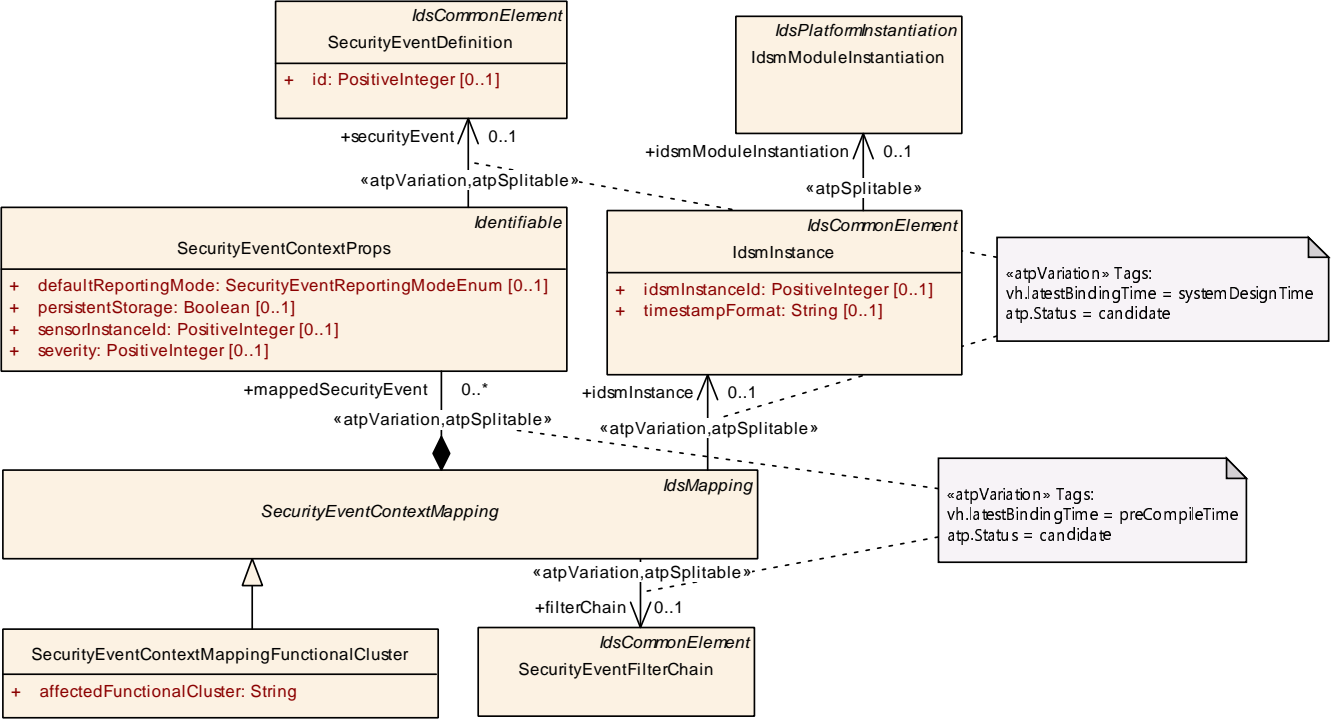 IdsCommonElement
SecurityEventDefinition
+ id: PositiveInteger [0..1]
IdsPlatformInstantiation
IdsmModuleInstantiation
+securityEvent 0..1
+idsmModuleInstantiation 0..1
«atpVariation,atpSplitable»
«atpSplitable»
Identifiable
SecurityEventContextProps
+ defaultReportingMode: SecurityEventReportingModeEnum [0..1]
+ persistentStorage: Boolean [0..1]
+ sensorInstanceId: PositiveInteger [0..1]
+ severity: PositiveInteger [0..1]
IdsCommonElement
IdsmInstance
+ idsmInstanceId: PositiveInteger [0..1]
+ timestampFormat: String [0..1]
«atpVariation» Tags:
vh.latestBindingTime = systemDesignTime
atp.Status = candidate
+mappedSecurityEvent 0..*
«atpVariation,atpSplitable»
+idsmInstance 0..1
«atpVariation,atpSplitable»
IdsMapping
SecurityEventContextMapping
«atpVariation» Tags:
vh.latestBindingTime = preCompileTime
atp.Status = candidate
«atpVariation,atpSplitable»
+filterChain 0..1
SecurityEventContextMappingFunctionalCluster
+ affectedFunctionalCluster: String
IdsCommonElement
SecurityEventFilterChain